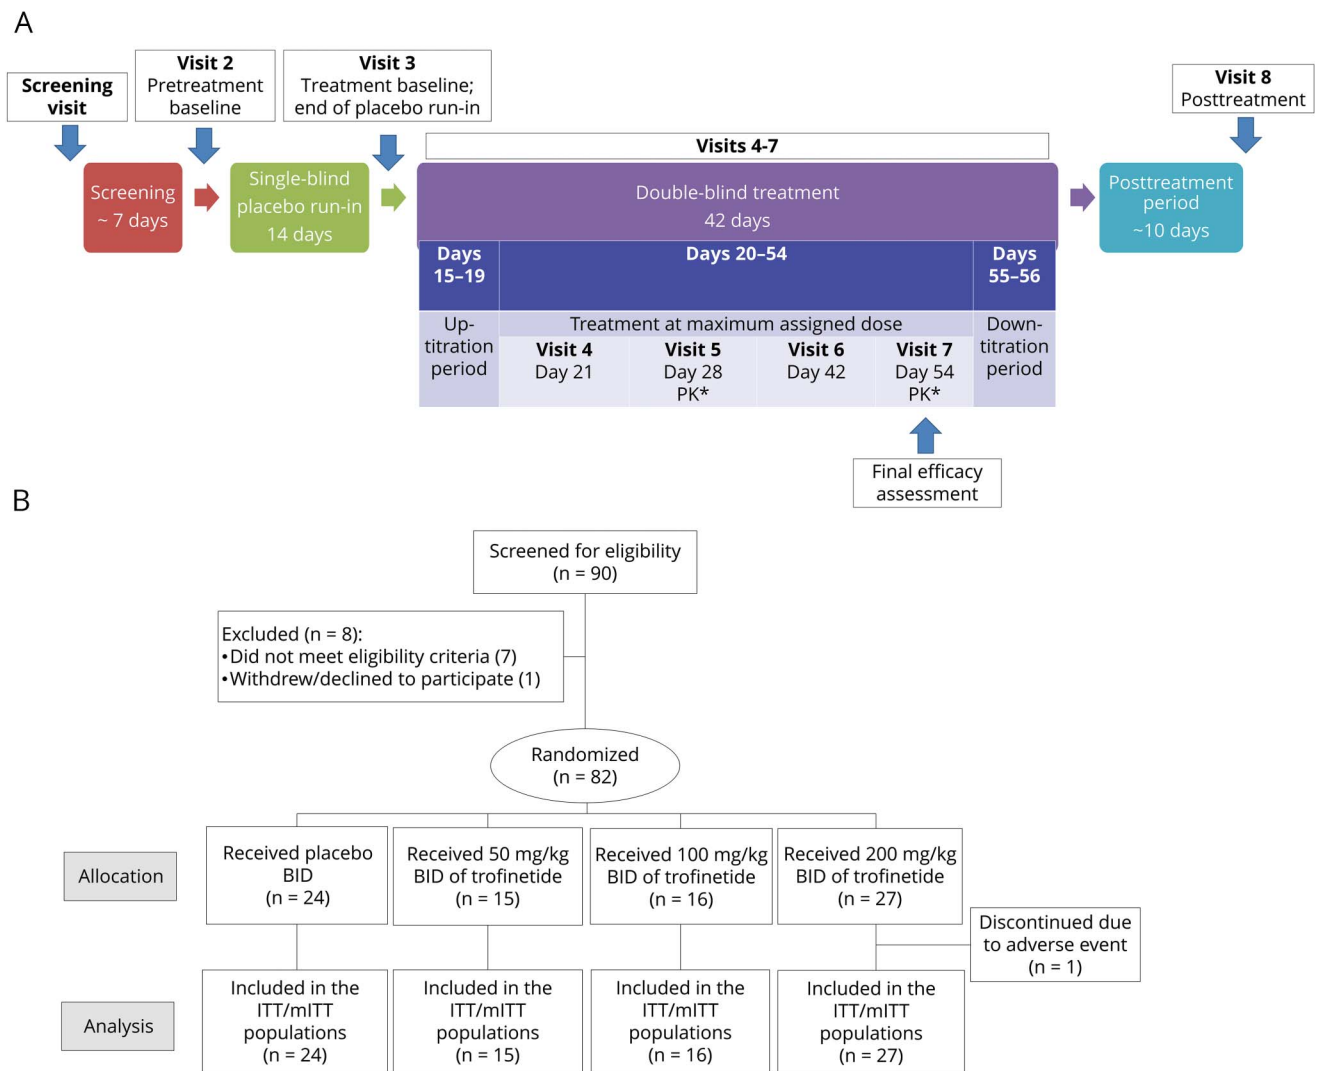 A
Screening
visit
Visit 2
Pretreatment
baseline
Visit 3
Treatment baseline;
end of placebo run-in
Visit 8
Posttreatment
Visits 4-7
Screening
~ 7 days
Single-blind
placebo run-in
14 days
Double-blind treatment
42 days
Posttreatment
period
~10 days
Days
15–19
Days 20–54
Days
55–56
Up-
titration
period
Treatment at maximum assigned dose
Visit 4
Day 21
Visit 5
Day 28
PK*
Visit 6
Day 42
Visit 7
Day 54
PK*
Down-
titration
period
Final efficacy
assessment
B
Screened for eligibility
(n = 90)
Excluded (n = 8):
•Did not meet eligibility criteria (7)
•Withdrew/declined to participate (1)
Randomized
(n = 82)
Allocation
Received placebo
BID
(n = 24)
Received 50 mg/kg
BID of trofinetide
(n = 15)
Received 100 mg/kg
BID of trofinetide
(n = 16)
Received 200 mg/kg
BID of trofinetide
(n = 27)
Discontinued due
to adverse event
(n = 1)
Analysis
Included in the
ITT/mITT
populations
(n = 24)
Included in the
ITT/mITT
populations
(n = 15)
Included in the
ITT/mITT
populations
(n = 16)
Included in the
ITT/mITT
populations
(n = 27)